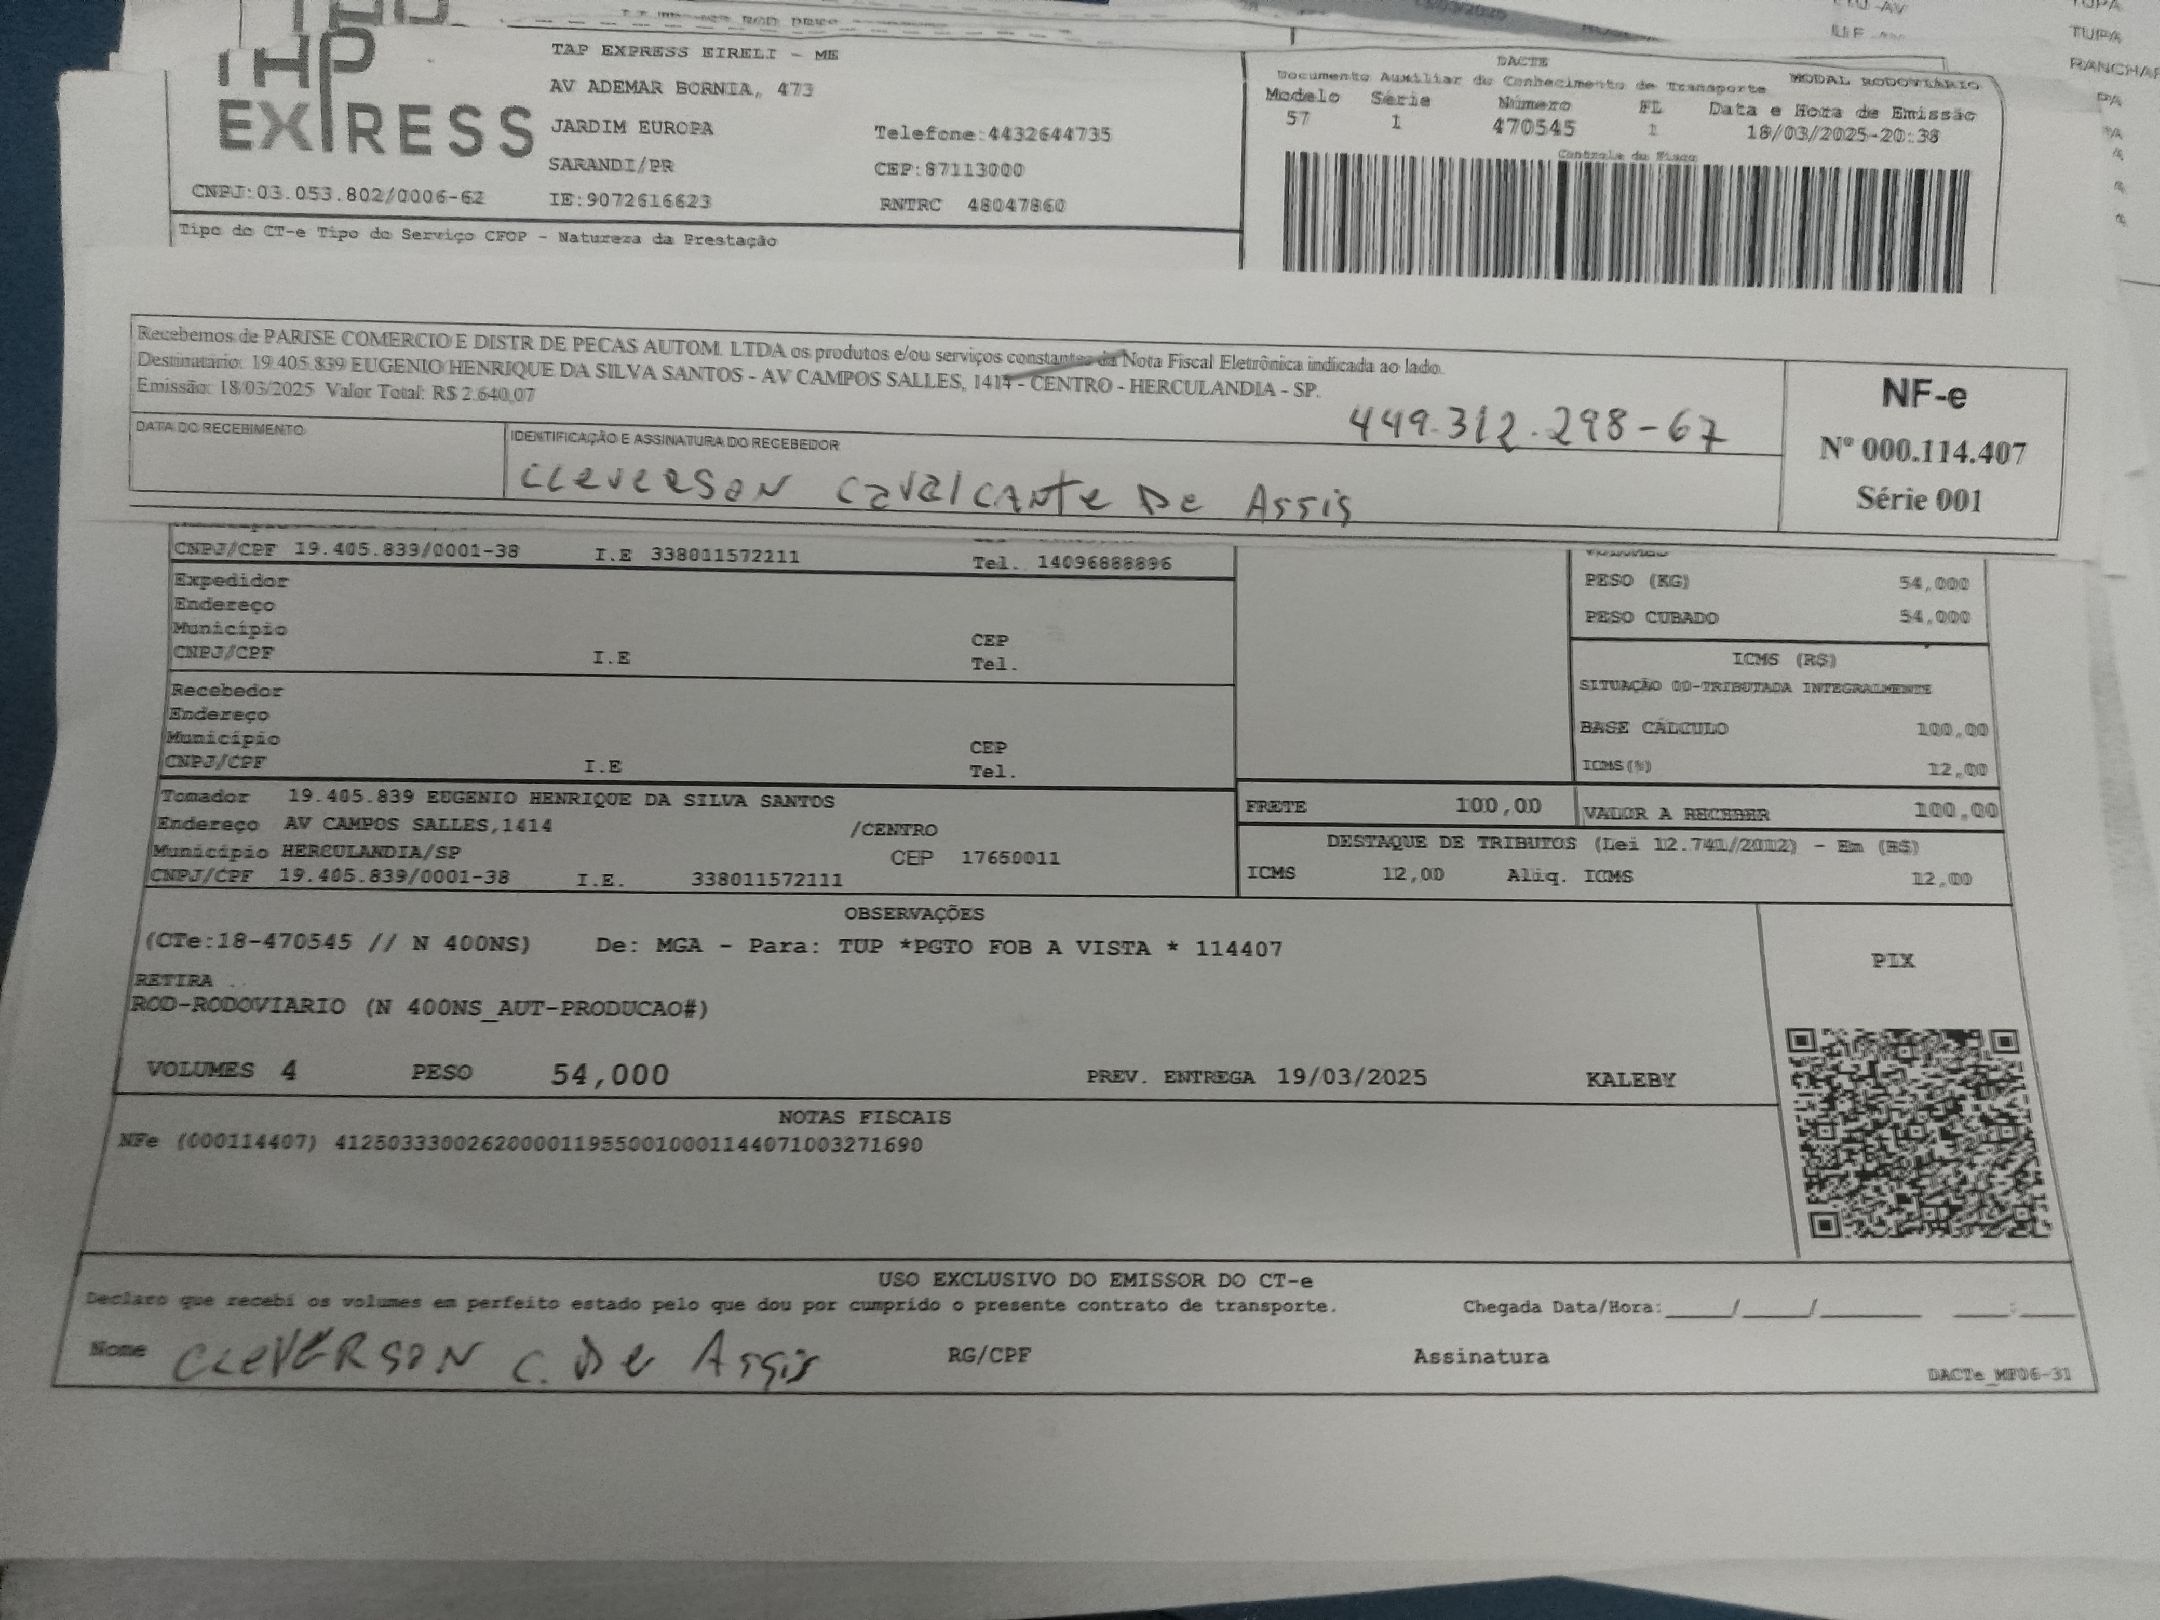 TAP
EXPRESS
TAP EXPRESS EIRELI - ME
AV ADEMAR BORNIA, 473
JARDIM EUROPA
Telefone:4432644735
SARANDI/PR
CEP:87113000
CNPJ:03.053.802/0006-62
IE:9072616623
RNTRC 48047860
Tipo do CT-e Tipo do Serviço CFOP - Natureza da Prestação
DACTE
Documento Auxiliar do Conhecimento de Transporte MODAL RODOVIÁRIO
Modelo Série Número FL Data e Hora de Emissão
57 1 470545 1 18/03/2025-20:38
Controle do Fisco
TUPA
TUPA
Recebemos de PARISE COMERCIO E DISTR DE PECAS AUTOM. LTDA os produtos e/ou serviços constantes da Nota Fiscal Eletrônica indicada ao lado.
Destinatário: 19.405.839 EUGENIO HENRIQUE DA SILVA SANTOS - AV CAMPOS SALLES, 1414 - CENTRO - HERCULANDIA - SP.
Emissão: 18/03/2025 Valor Total: R$ 2.640,07
449.312.298-67
DATA DO RECEBIMENTO
IDENTIFICAÇÃO E ASSINATURA DO RECEBEDOR
CLEVERSON CAVALCANTE DE ASSIS
NF-e
Nº 000.114.407
Série 001
CNPJ/CPF 19.405.839/0001-38 I.E 338011572111 Tel. 14096888896
Expedidor
Endereço
Município CEP
CNPJ/CPF I.E Tel.
Recebedor
Endereço
Município CEP
CNPJ/CPF I.E Tel.
PESO (KG) 54,000
PESO CUBADO 54,000
ICMS (R$)
SITUAÇÃO 00-TRIBUTADA INTEGRALMENTE
BASE CÁLCULO 100,00
ICMS(%) 12,00
Tomador 19.405.839 EUGENIO HENRIQUE DA SILVA SANTOS
Endereço AV CAMPOS SALLES,1414 /CENTRO
Município HERCULANDIA/SP CEP 17650011
CNPJ/CPF 19.405.839/0001-38 I.E. 338011572111
FRETE 100,00 VALOR A RECEBER 100,00
DESTAQUE DE TRIBUTOS (Lei 12.741/2012) - Em (R$)
ICMS 12,00 Aliq. ICMS 12,00
OBSERVAÇÕES
(CTe:18-470545 // N 400NS) De: MGA - Para: TUP *PGTO FOB A VISTA * 114407
RETIRA
ROD-RODOVIARIO (N 400NS_AUT-PRODUCAO#)
PIX
VOLUMES 4 PESO 54,000 PREV. ENTREGA 19/03/2025 KALEBY
NOTAS FISCAIS
NFe (000114407) 41250333002620000119550010001144071003271690
USO EXCLUSIVO DO EMISSOR DO CT-e
Declaro que recebi os volumes em perfeito estado pelo que dou por cumprido o presente contrato de transporte. Chegada Data/Hora:_____/_____/_______ ____:____
Nome CLEVERSON C. DE ASSIS RG/CPF Assinatura
DACTe_MF06-31